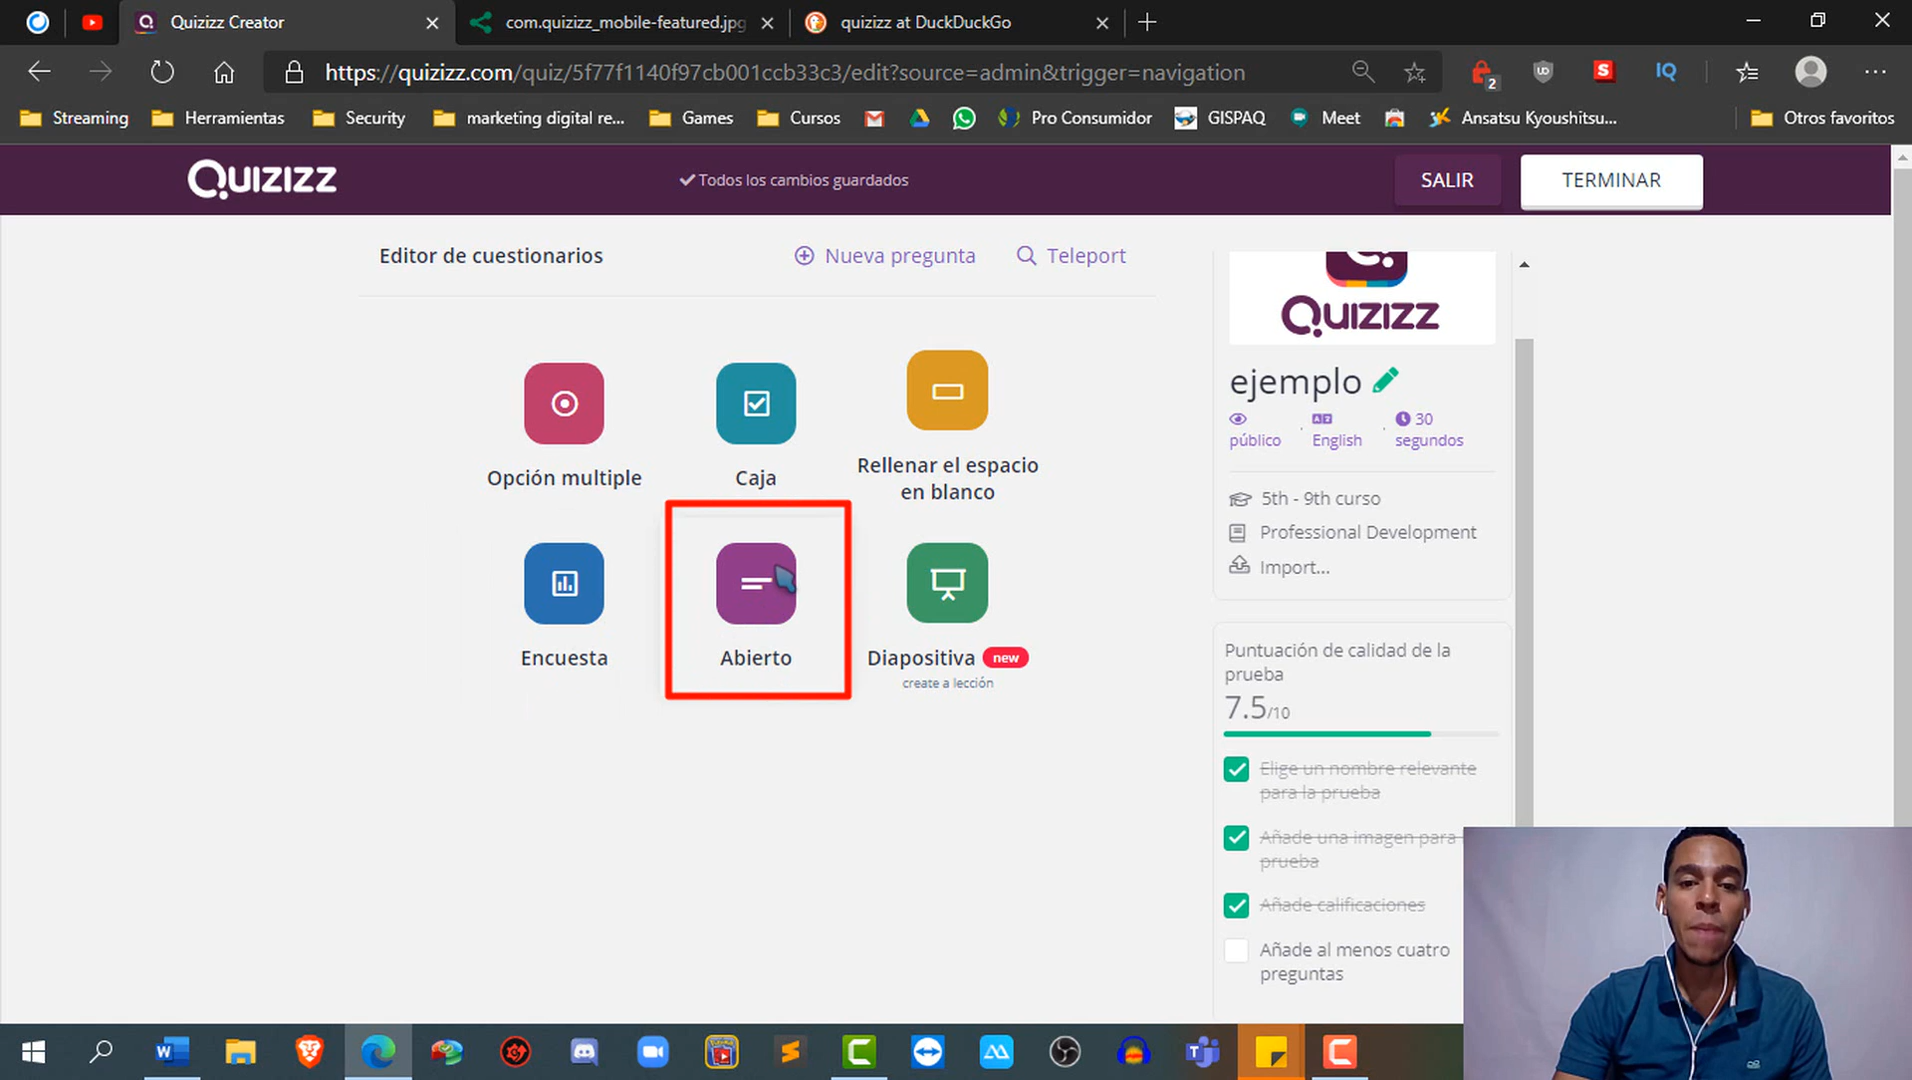 Quizizz Creator
com.quizizz_mobile-featured.jpg
quizizz at DuckDuckGo
https://quizizz.com/quiz/5f77f1140f97cb001ccb33c3/edit?source=admin&trigger=navigation
2
UD
S
IQ
Streaming
Herramientas
Security
marketing digital re...
Games
Cursos
Pro Consumidor
GISPAQ
Meet
Ansatsu Kyoushitsu...
Otros favoritos
QUIZIZZ
Todos los cambios guardados
SALIR
TERMINAR
Editor de cuestionarios
Nueva pregunta
Teleport
Opción multiple
Caja
Rellenar el espacio
en blanco
Encuesta
Abierto
Diapositiva new
create a lección
QUIZIZZ
ejemplo
público
English
30
segundos
5th - 9th curso
Professional Development
Import...
Puntuación de calidad de la
prueba
7.5/10
Elige un nombre relevante
para la prueba
Añade una imagen para
prueba
Añade calificaciones
Añade al menos cuatro
preguntas